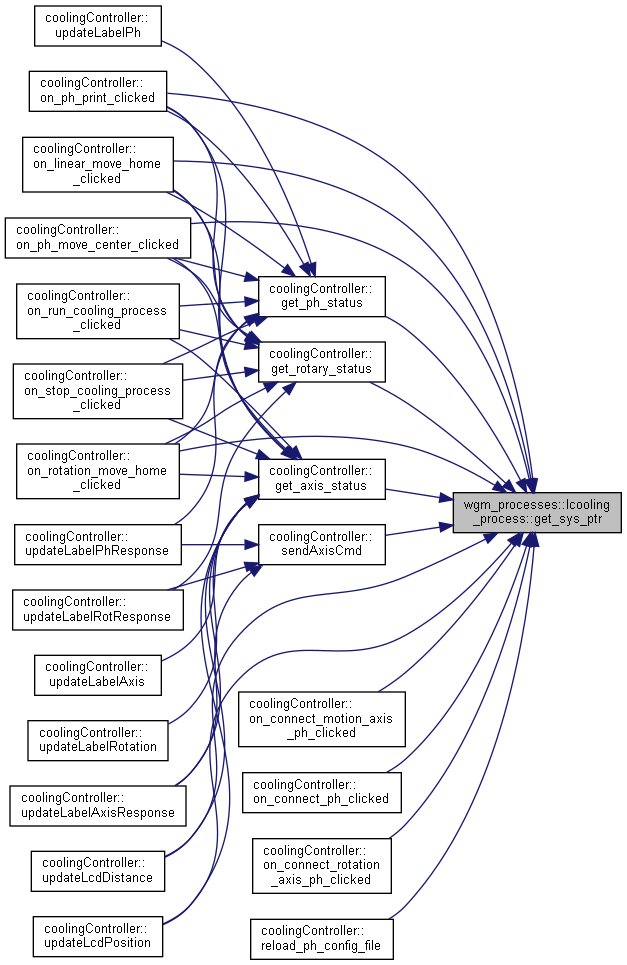 coolingController::
updateLabelPh
coolingController::
on_ph_print_clicked
coolingController::
on_linear_move_home
_clicked
coolingController::
on_ph_move_center_clicked
coolingController::
on_run_cooling_process
_clicked
coolingController::
on_stop_cooling_process
_clicked
coolingController::
on_rotation_move_home
_clicked
coolingController::
updateLabelPhResponse
coolingController::
updateLabelRotResponse
coolingController::
updateLabelAxis
coolingController::
updateLabelRotation
coolingController::
updateLabelAxisResponse
coolingController::
updateLcdDistance
coolingController::
updateLcdPosition
coolingController::
get_ph_status
coolingController::
get_rotary_status
coolingController::
get_axis_status
coolingController::
sendAxisCmd
coolingController::
on_connect_motion_axis
_ph_clicked
coolingController::
on_connect_ph_clicked
coolingController::
on_connect_rotation
_axis_ph_clicked
coolingController::
reload_ph_config_file
wgm_processes::Icooling
_process::get_sys_ptr